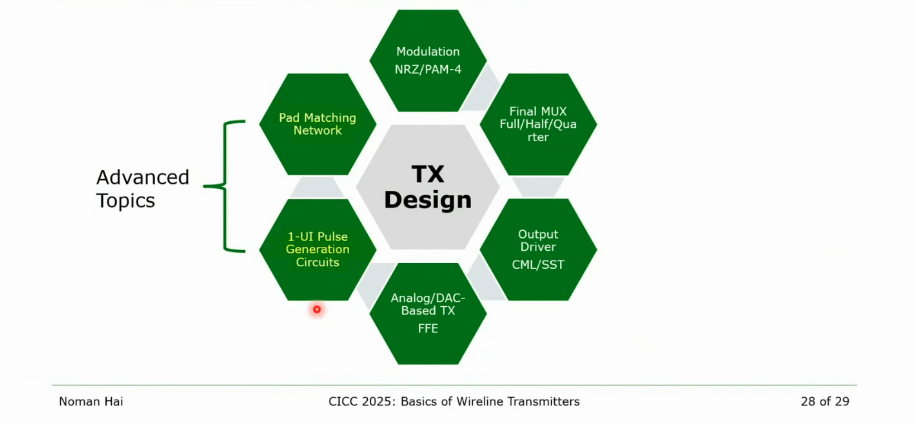 Modulation
NRZ/PAM-4
Pad Matching
Network
Final MUX
Full/Half/Qua
rter
Advanced
Topics
TX
Design
1-UI Pulse
Generation
Circuits
Output
Driver
CML/SST
Analog/DAC-
Based TX
FFE
Noman Hai
CICC 2025: Basics of Wireline Transmitters
28 of 29